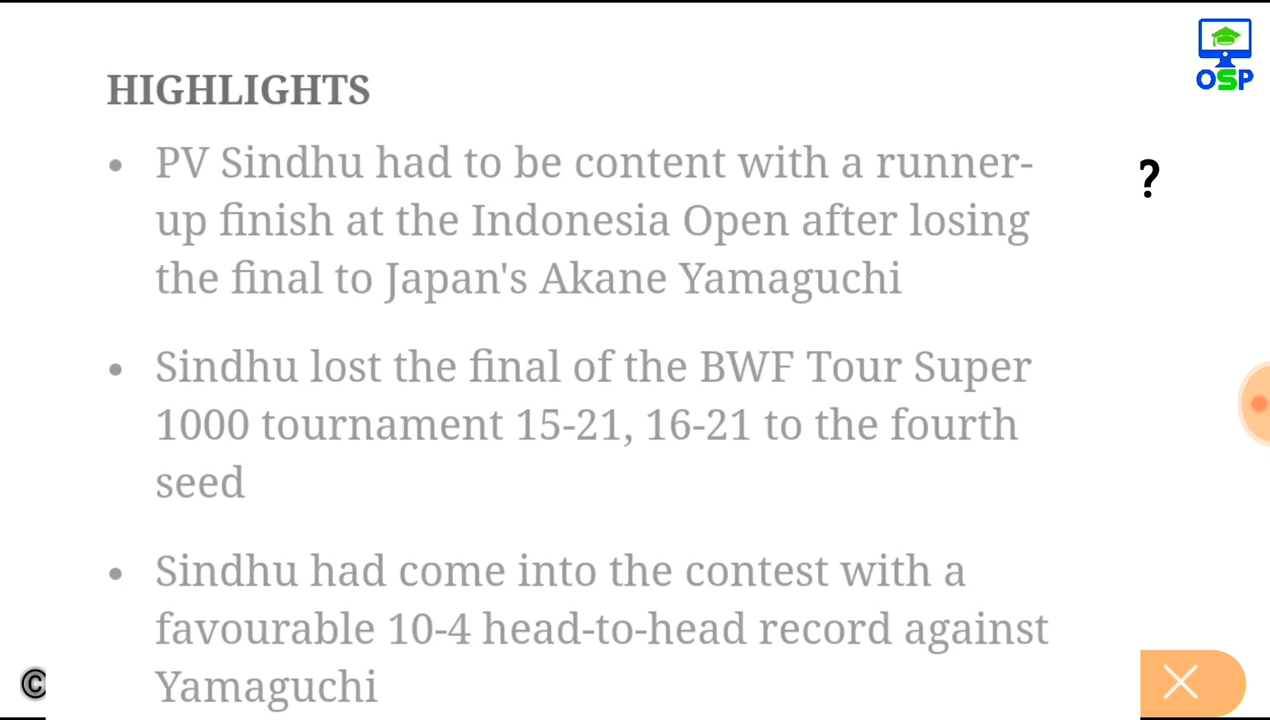 OSP
HIGHLIGHTS
• PV Sindhu had to be content with a runner-
up finish at the Indonesia Open after losing
the final to Japan's Akane Yamaguchi
?
• Sindhu lost the final of the BWF Tour Super
1000 tournament 15-21, 16-21 to the fourth
seed
• Sindhu had come into the contest with a
favourable 10-4 head-to-head record against
Yamaguchi
©